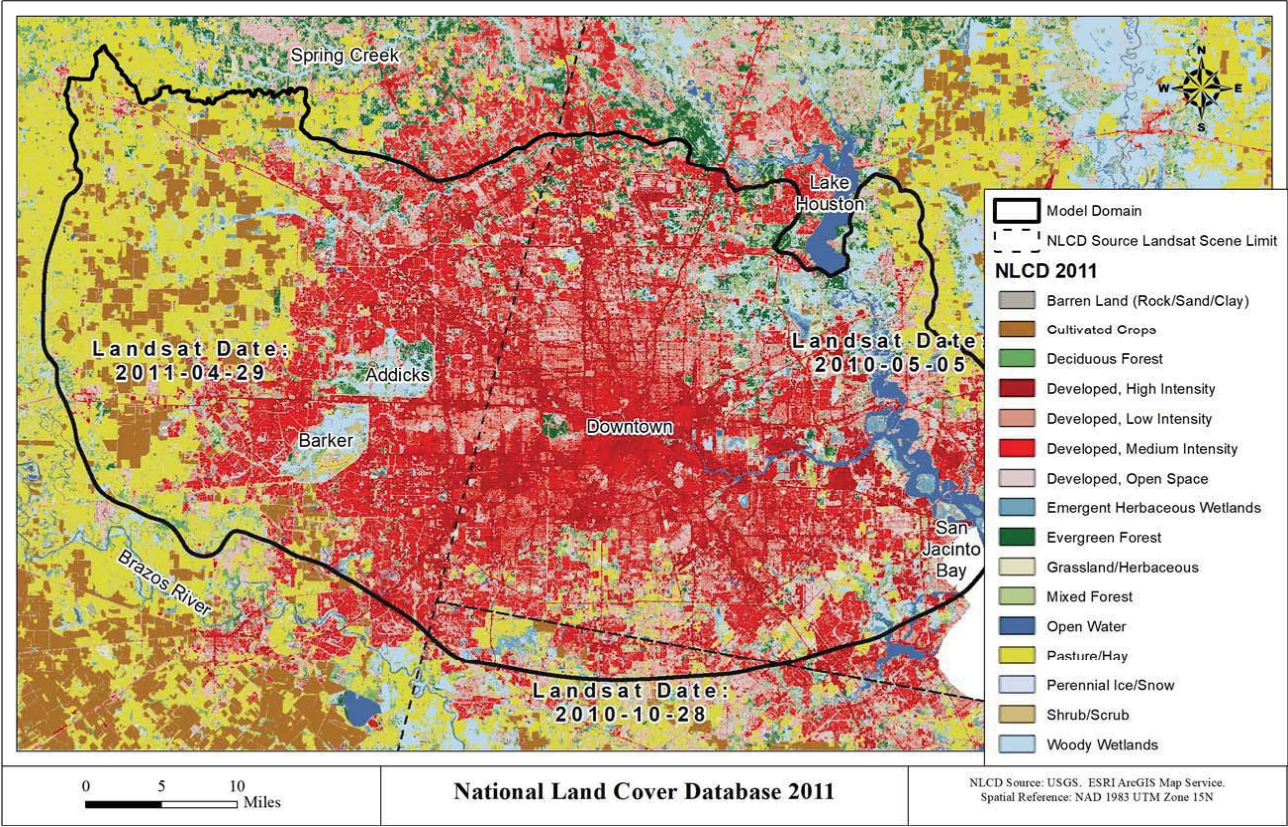 Spring Creek
N
W E
S
Lake
Houston
Landsat Date:
2011-04-29
Landsat Date:
2010-05-05
Addicks
Barker
Downtown
San
Jacinto
Bay
Brazos River
Landsat Date:
2010-10-28
Model Domain
NLCD Source Landsat Scene Limit
NLCD 2011
Barren Land (Rock/Sand/Clay)
Cultivated Crops
Deciduous Forest
Developed, High Intensity
Developed, Low Intensity
Developed, Medium Intensity
Developed, Open Space
Emergent Herbaceous Wetlands
Evergreen Forest
Grassland/Herbaceous
Mixed Forest
Open Water
Pasture/Hay
Perennial Ice/Snow
Shrub/Scrub
Woody Wetlands
0 5 10
Miles
National Land Cover Database 2011
NLCD Source: USGS. ESRI ArcGIS Map Service.
Spatial Reference: NAD 1983 UTM Zone 15N